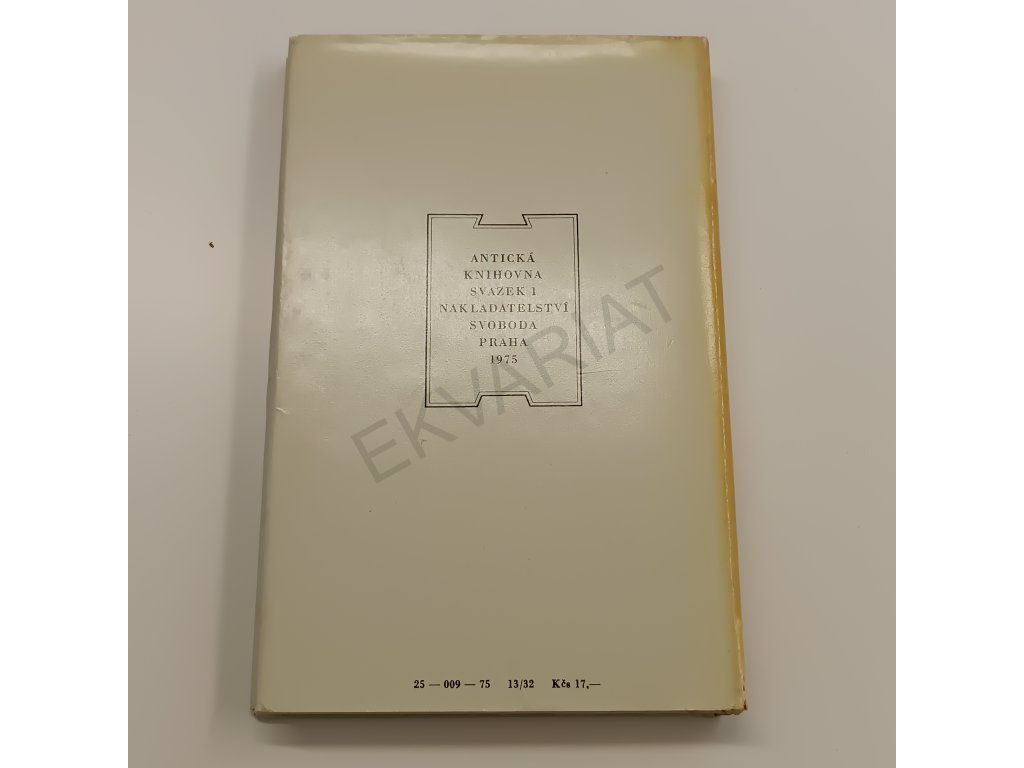 ANTICKÁ
KNIHOVNA
SVAZEK 1
NAKLADATELSTVÍ
SVOBODA
PRAHA
1975
EKVARIAT
25 — 009 — 75 13/32 Kčs 17,—